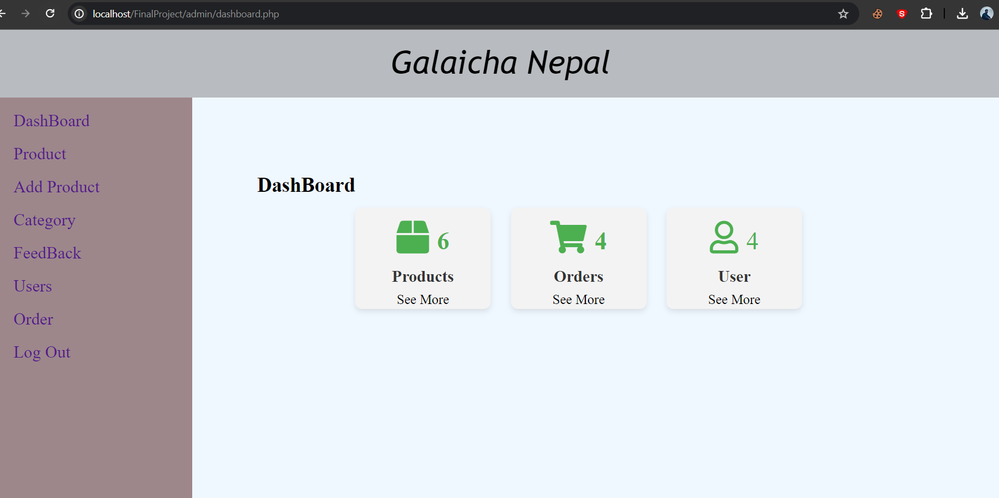 localhost/FinalProject/admin/dashboard.php
Galaicha Nepal
DashBoard
Product
Add Product
Category
FeedBack
Users
Order
Log Out
DashBoard
6
Products
See More
4
Orders
See More
4
User
See More